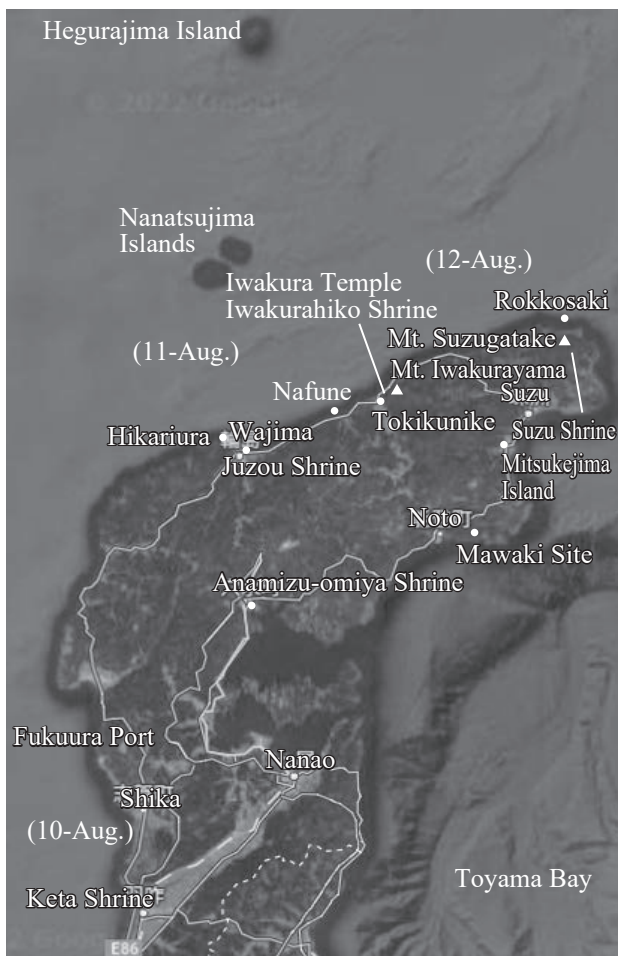 Hegurajima Island
© 2022 Google
Nanatsujima
Islands
(12-Aug.)
Iwakura Temple
Iwakurahiko Shrine
Rokkosaki
(11-Aug.)
Mt. Suzugatake
Mt. Iwakurayama
Nafune
Suzu
Tokikunike
Hikariura
Wajima
Suzu Shrine
Juzou Shrine
Mitsukejima
Island
Noto
Mawaki Site
Anamizu-omiya Shrine
Fukuura Port
Nanao
Shika
(10-Aug.)
Toyama Bay
Keta Shrine
E86